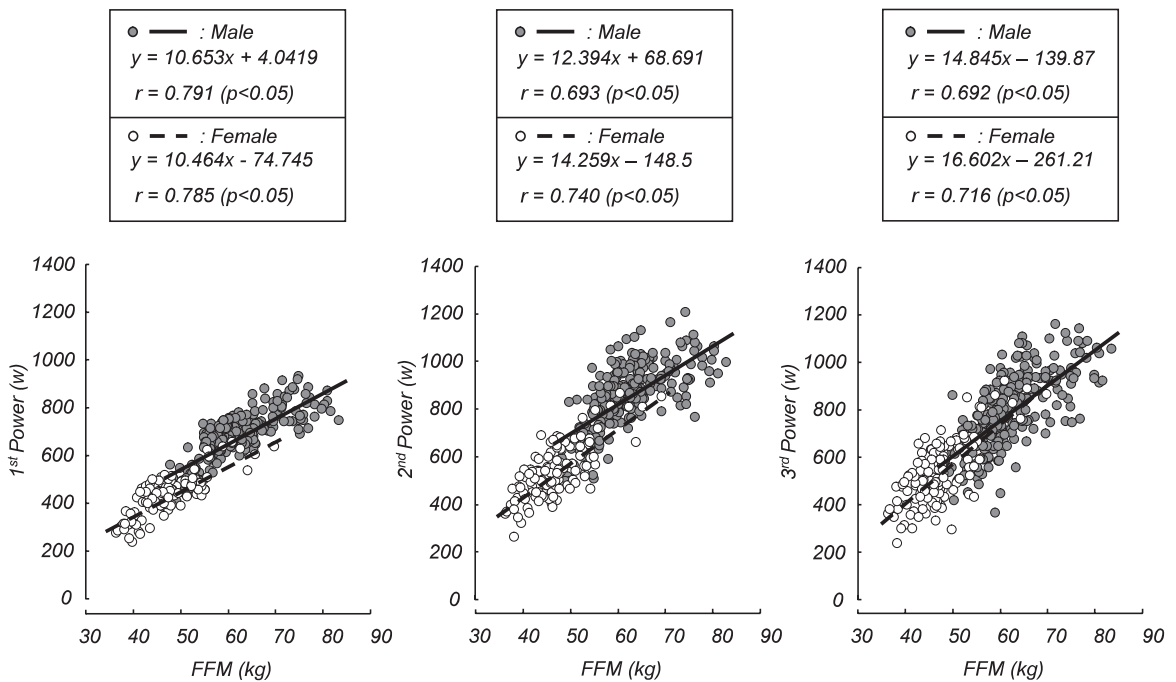 : Male
y = 10.653x + 4.0419
r = 0.791 (p<0.05)
: Female
y = 10.464x - 74.745
r = 0.785 (p<0.05)
: Male
y = 12.394x + 68.691
r = 0.693 (p<0.05)
: Female
y = 14.259x – 148.5
r = 0.740 (p<0.05)
: Male
y = 14.845x – 139.87
r = 0.692 (p<0.05)
: Female
y = 16.602x – 261.21
r = 0.716 (p<0.05)
1st Power (w)
1400
1200
1000
800
600
400
200
0
30 40 50 60 70 80 90
FFM (kg)
2nd Power (w)
1400
1200
1000
800
600
400
200
0
30 40 50 60 70 80 90
FFM (kg)
3rd Power (w)
1400
1200
1000
800
600
400
200
0
30 40 50 60 70 80 90
FFM (kg)